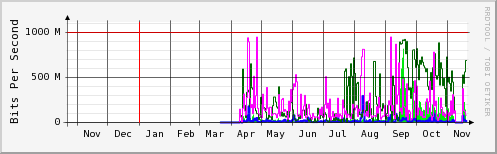 Bits Per Second
1000 M
500 M
0
Nov Dec Jan Feb Mar Apr May Jun Jul Aug Sep Oct Nov
RRDTOOL / TOBI OETIKER